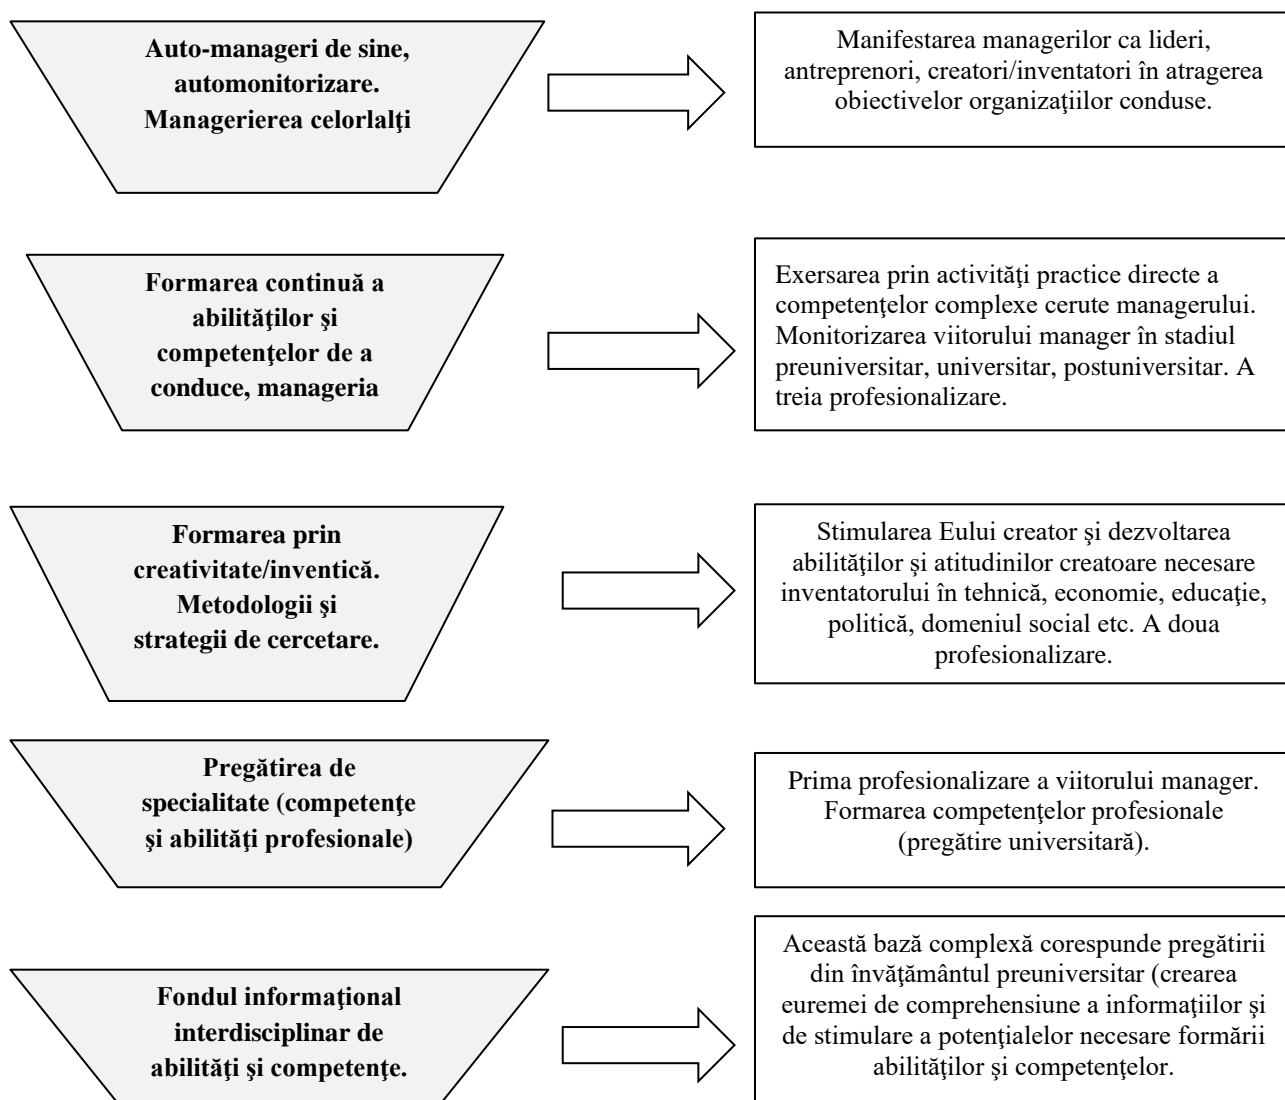 Auto-manageri de sine,
automonitorizare.
Managerierea celorlalţi
Manifestarea managerilor ca lideri,
antreprenori, creatori/inventatori în atragerea
obiectivelor organizaţiilor conduse.
Formarea continuă a
abilităţilor şi
competenţelor de a
conduce, manageria
Exersarea prin activităţi practice directe a
competenţelor complexe cerute managerului.
Monitorizarea viitorului manager în stadiul
preuniversitar, universitar, postuniversitar. A
treia profesionalizare.
Formarea prin
creativitate/inventică.
Metodologii şi
strategii de cercetare.
Stimularea Eului creator şi dezvoltarea
abilităţilor şi atitudinilor creatoare necesare
inventatorului în tehnică, economie, educaţie,
politică, domeniul social etc. A doua
profesionalizare.
Pregătirea de
specialitate (competenţe
şi abilităţi profesionale)
Prima profesionalizare a viitorului manager.
Formarea competenţelor profesionale
(pregătire universitară).
Fondul informaţional
interdisciplinar de
abilităţi şi competenţe.
Această bază complexă corespunde pregătirii
din învăţământul preuniversitar (crearea
euremei de comprehensiune a informaţiilor şi
de stimulare a potenţialelor necesare formării
abilităţilor şi competenţelor.